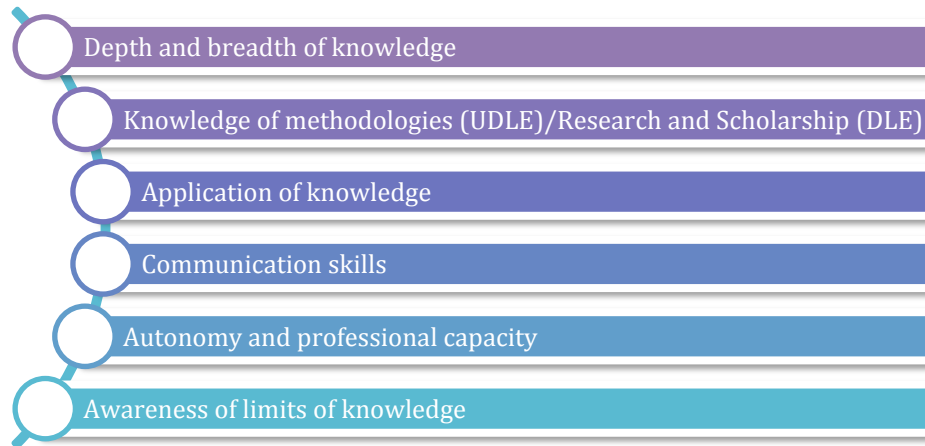 Depth and breadth of knowledge
Knowledge of methodologies (UDLE)/Research and Scholarship (DLE)
Application of knowledge
Communication skills
Autonomy and professional capacity
Awareness of limits of knowledge